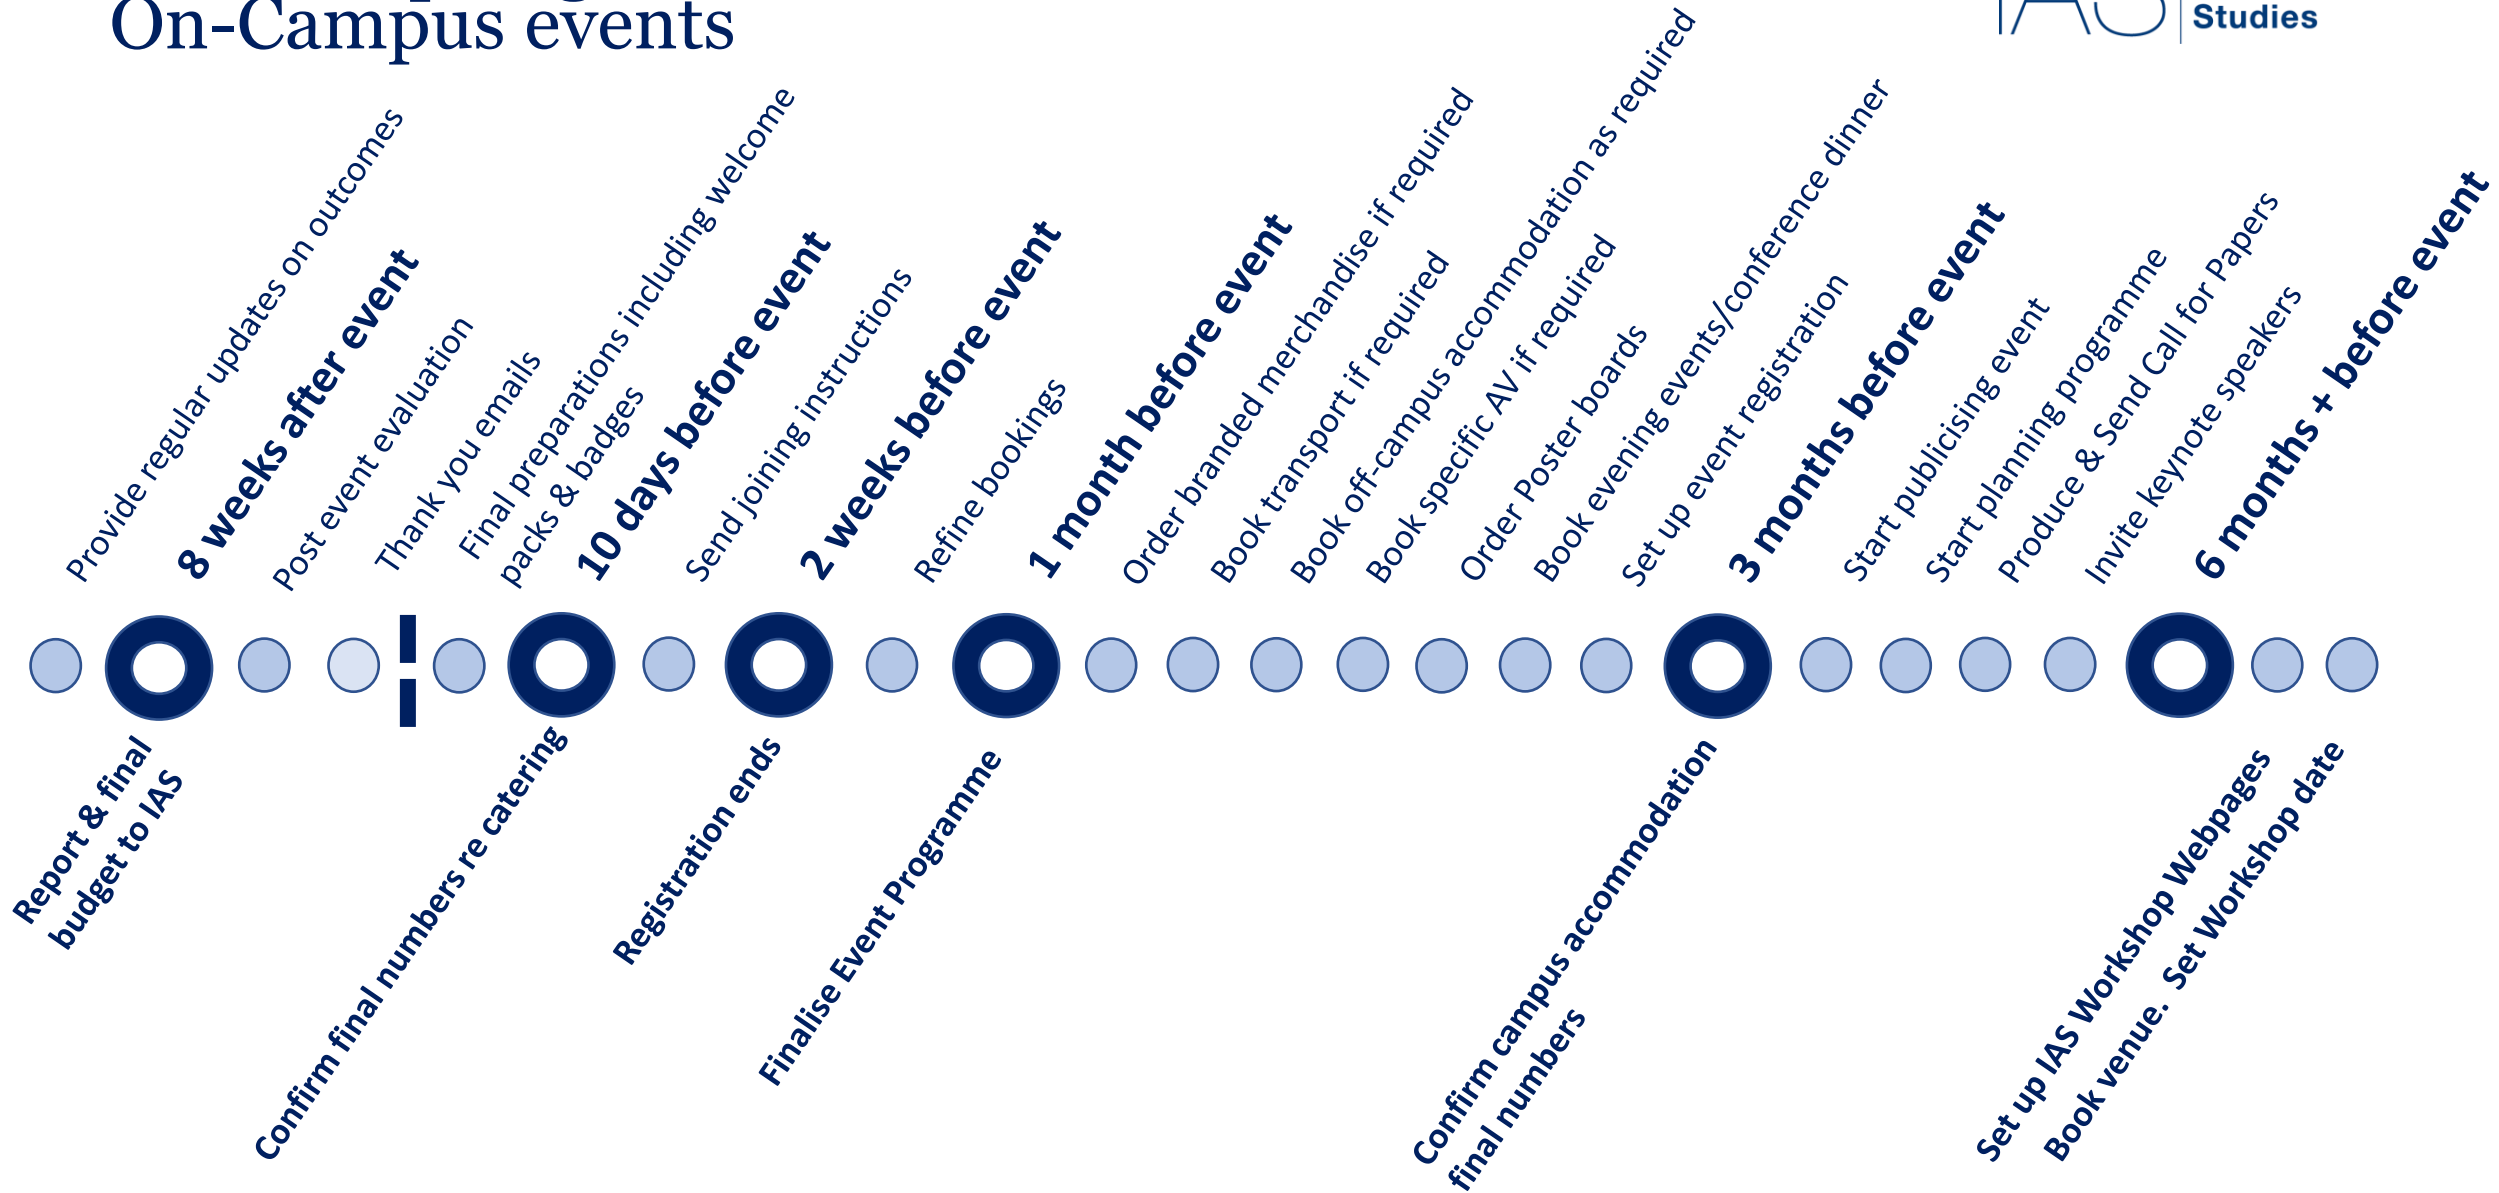 On-Campus events
IAS
Studies
Provide regular updates on outcomes
8 weeks after event
Post event evaluation
Thank you emails
Final preparations including welcome
packs & badges
10 days before event
Send joining instructions
2 weeks before event
Refine bookings
1 month before event
Order branded merchandise if required
Book transport if required
Book off-campus accommodation as required
Book specific AV if required
Order Poster boards
Book evening events/conference dinner
Set up event registration
3 months before event
Start publicising event
Start planning programme
Produce & Send Call for Papers
Invite keynote speakers
6 months + before event
Report & final
budget to IAS
Confirm final numbers re catering
Registration ends
Finalise Event Programme
Confirm campus accommodation
final numbers
Set up IAS Workshop Webpages
Book venue. Set Workshop date